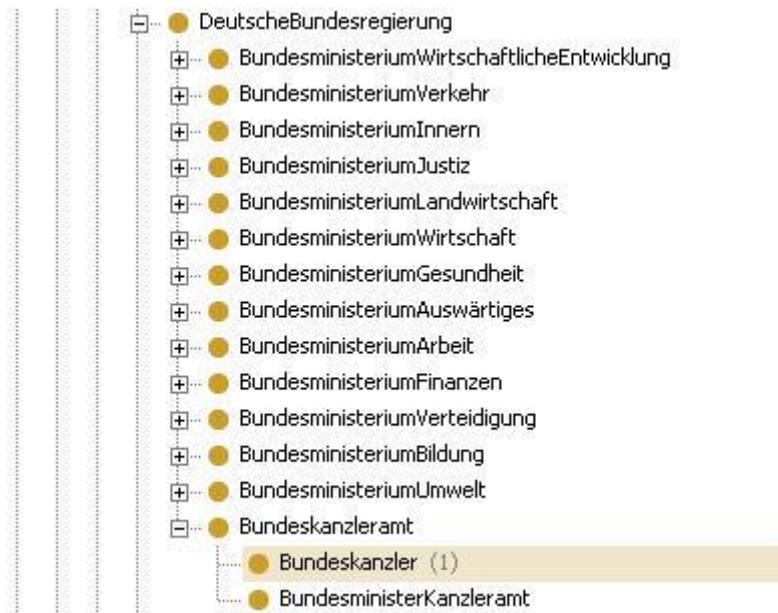 DeutscheBundesregierung
BundesministeriumWirtschaftlicheEntwicklung
BundesministeriumVerkehr
BundesministeriumInnern
BundesministeriumJustiz
BundesministeriumLandwirtschaft
BundesministeriumWirtschaft
BundesministeriumGesundheit
BundesministeriumAuswärtiges
BundesministeriumArbeit
BundesministeriumFinanzen
BundesministeriumVerteidigung
BundesministeriumBildung
BundesministeriumUmwelt
Bundeskanzleramt
Bundeskanzler (1)
BundesministerKanzleramt